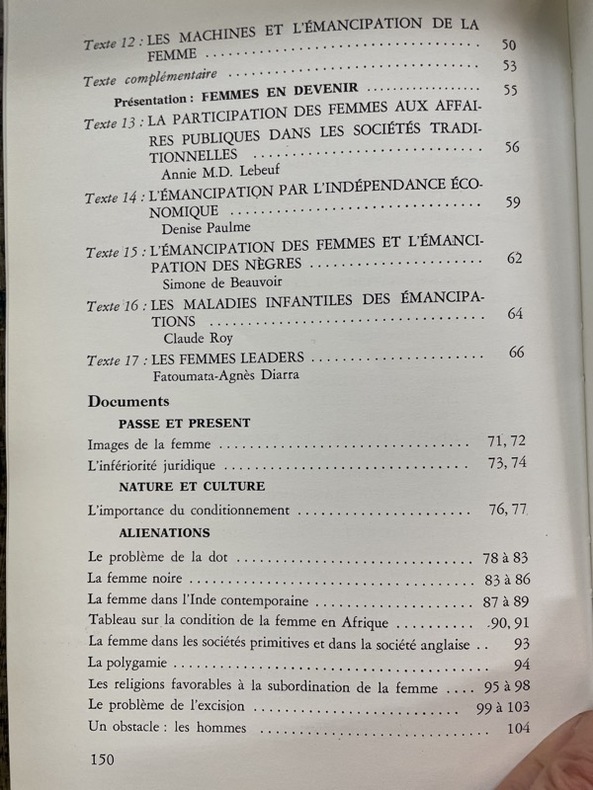 Texte 12 : LES MACHINES ET L'ÉMANCIPATION DE LA
FEMME ........................................ 50
Texte complémentaire ........................................ 53
Présentation : FEMMES EN DEVENIR .................. 55
Texte 13 : LA PARTICIPATION DES FEMMES AUX AFFAI-
RES PUBLIQUES DANS LES SOCIÉTÉS TRADI-
TIONNELLES .............................. 56
Annie M.D. Lebeuf
Texte 14 : L'ÉMANCIPATION PAR L'INDÉPENDANCE ÉCO-
NOMIQUE .................................. 59
Denise Paulme
Texte 15 : L'ÉMANCIPATION DES FEMMES ET L'ÉMANCI-
PATION DES NÈGRES ...................... 62
Simone de Beauvoir
Texte 16 : LES MALADIES INFANTILES DES ÉMANCIPA-
TIONS .................................... 64
Claude Roy
Texte 17 : LES FEMMES LEADERS ...................... 66
Fatoumata-Agnès Diarra
Documents
PASSE ET PRESENT
Images de la femme ................................ 71, 72
L'infériorité juridique ................................ 73, 74
NATURE ET CULTURE
L'importance du conditionnement ...................... 76, 77
ALIENATIONS
Le problème de la dot .............................. 78 à 83
La femme noire .................................... 83 à 86
La femme dans l'Inde contemporaine .................... 87 à 89
Tableau sur la condition de la femme en Afrique .......... 90, 91
La femme dans les sociétés primitives et dans la société anglaise .. 93
La polygamie ........................................ 94
Les religions favorables à la subordination de la femme .... 95 à 98
Le problème de l'excision .......................... 99 à 103
Un obstacle : les hommes .............................. 104
150